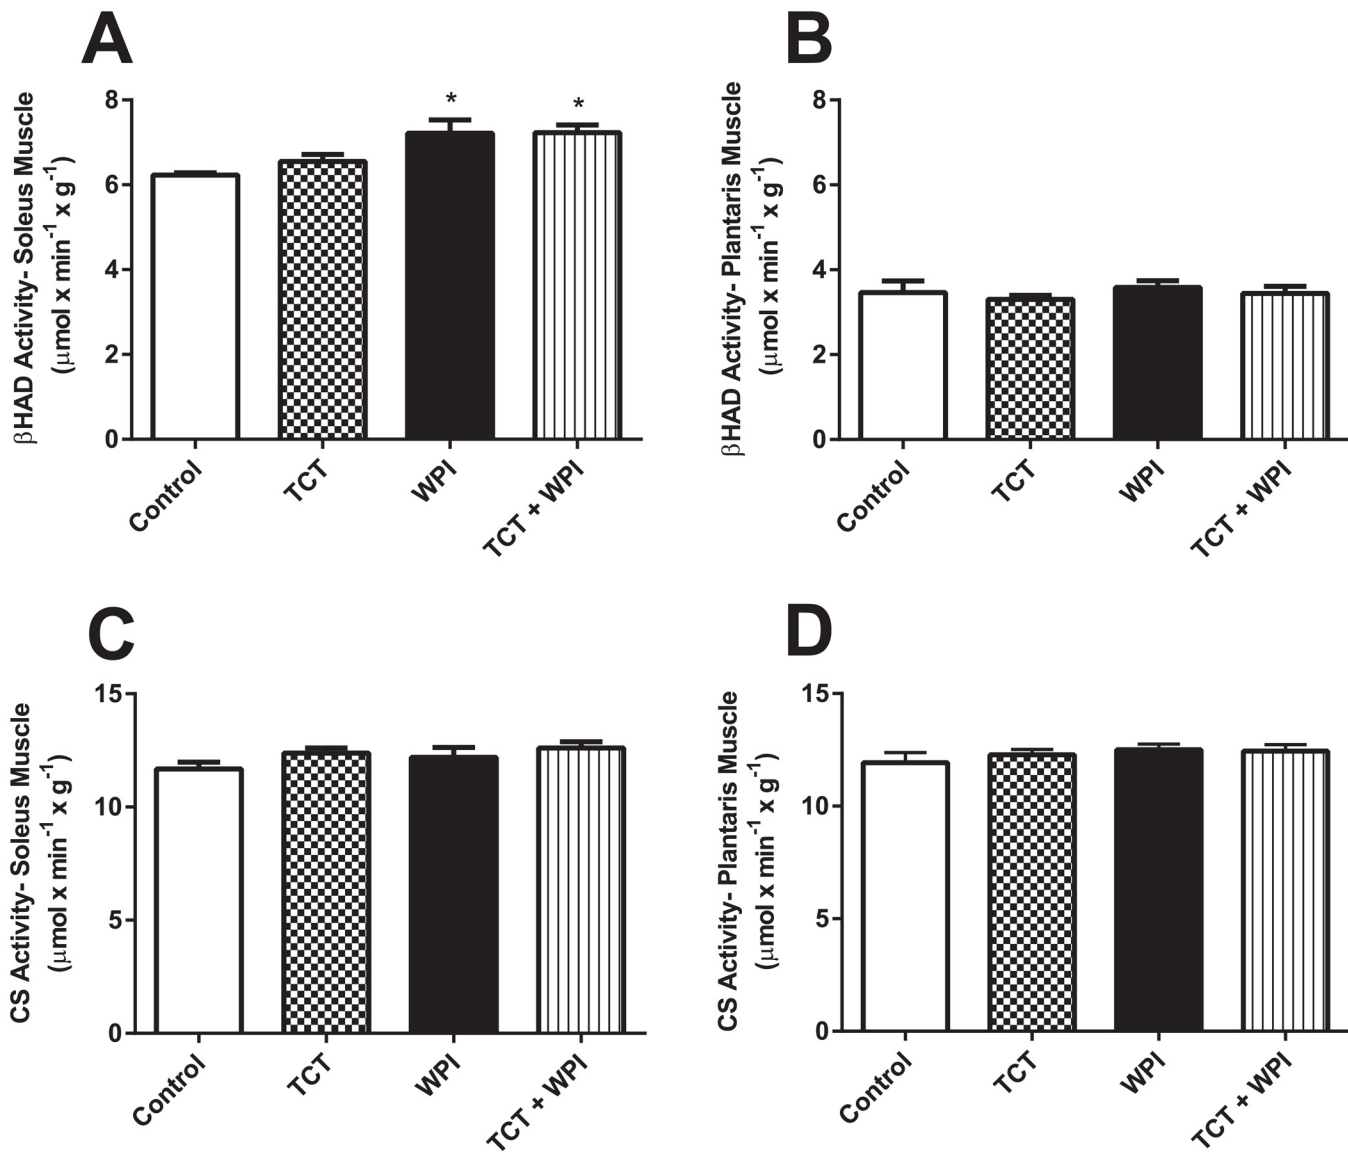 A
βHAD Activity- Soleus Muscle
(μmol x min⁻¹ x g⁻¹)
8
6
4
2
0
*
*
Control
TCT
WPI
TCT + WPI
B
βHAD Activity- Plantaris Muscle
(μmol x min⁻¹ x g⁻¹)
8
6
4
2
0
Control
TCT
WPI
TCT + WPI
C
CS Activity- Soleus Muscle
(μmol x min⁻¹ x g⁻¹)
15
10
5
0
Control
TCT
WPI
TCT + WPI
D
CS Activity- Plantaris Muscle
(μmol x min⁻¹ x g⁻¹)
15
10
5
0
Control
TCT
WPI
TCT + WPI